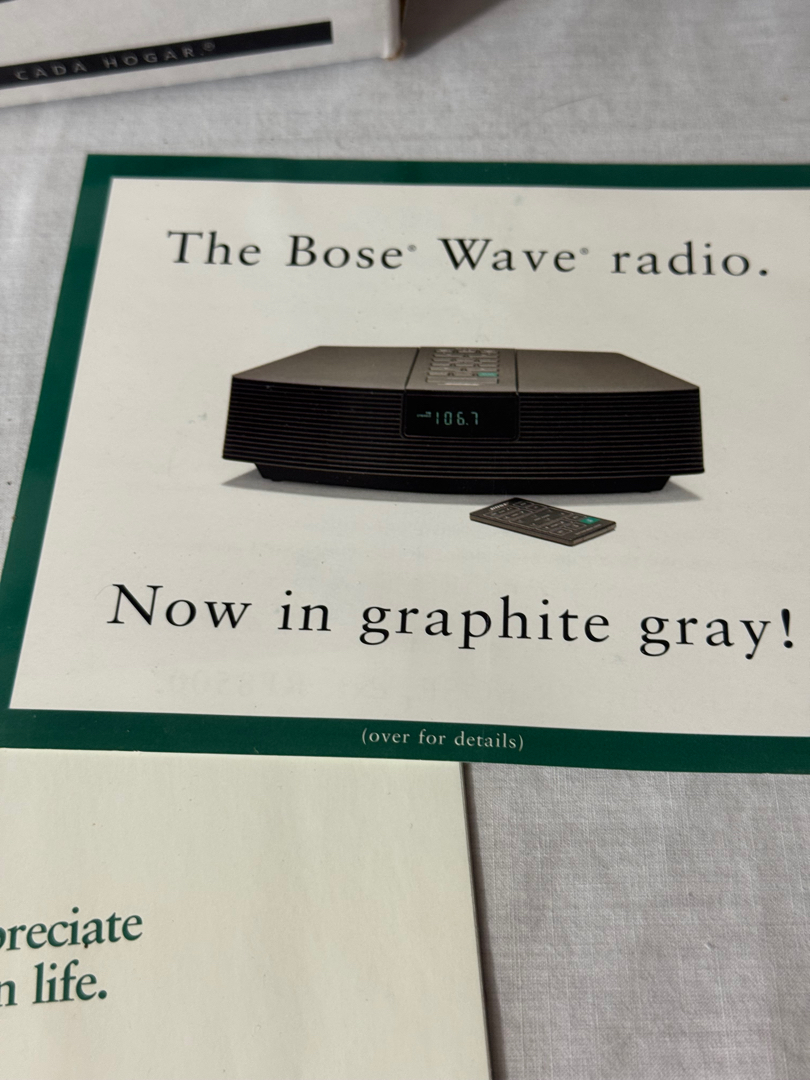 CADA HOGAR.®
The Bose® Wave® radio.
106.7
Now in graphite gray!
(over for details)
preciate
n life.